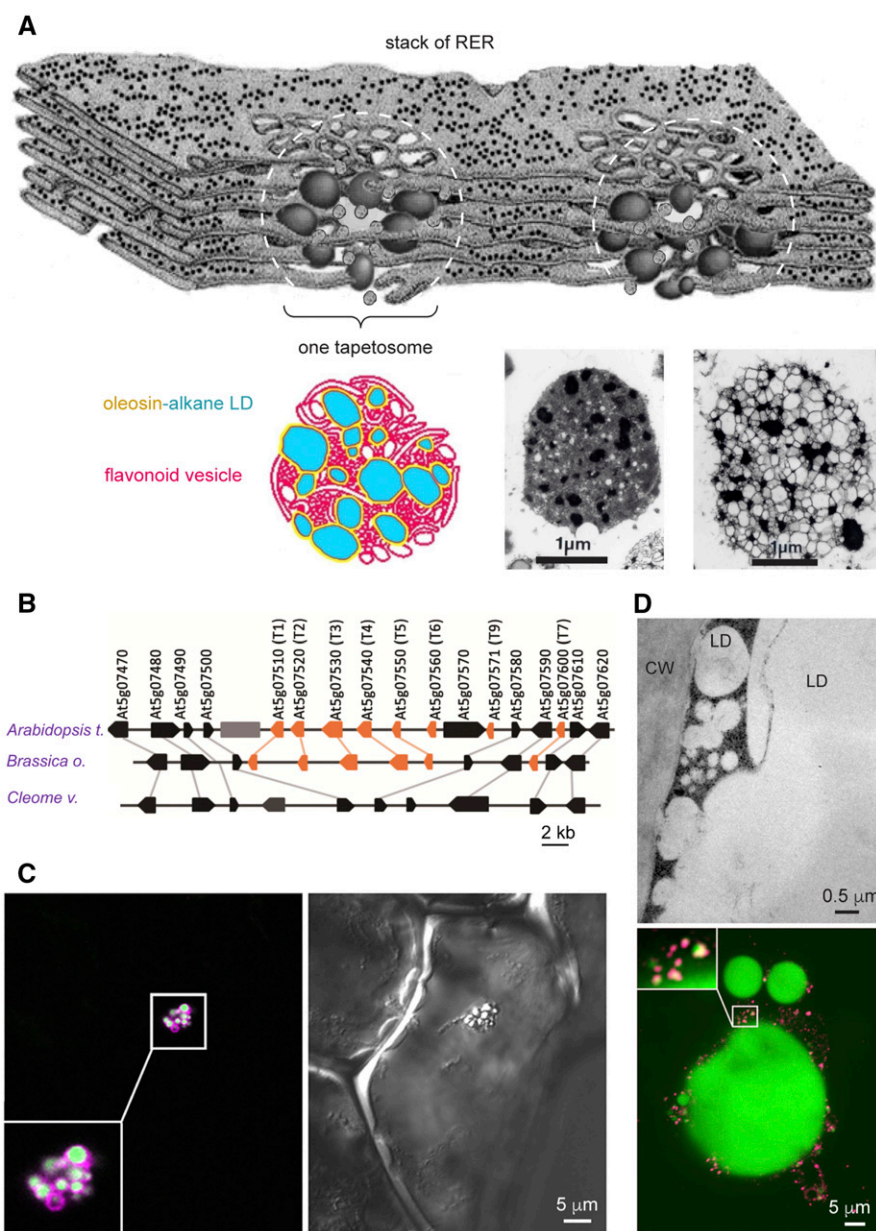 A
stack of RER
one tapetosome
oleosin-alkane LD
flavonoid vesicle
1μm
1μm
B
At5g07470
At5g07480
At5g07490
At5g07500
At5g07510 (T1)
At5g07520 (T2)
At5g07530 (T3)
At5g07540 (T4)
At5g07550 (T5)
At5g07560 (T6)
At5g07570
At5g07571 (T9)
At5g07580
At5g07590
At5g07600 (T7)
At5g07610
At5g07620
Arabidopsis t.
Brassica o.
Cleome v.
2 kb
D
LD
CW
LD
0.5 μm
C
5 μm
5 μm